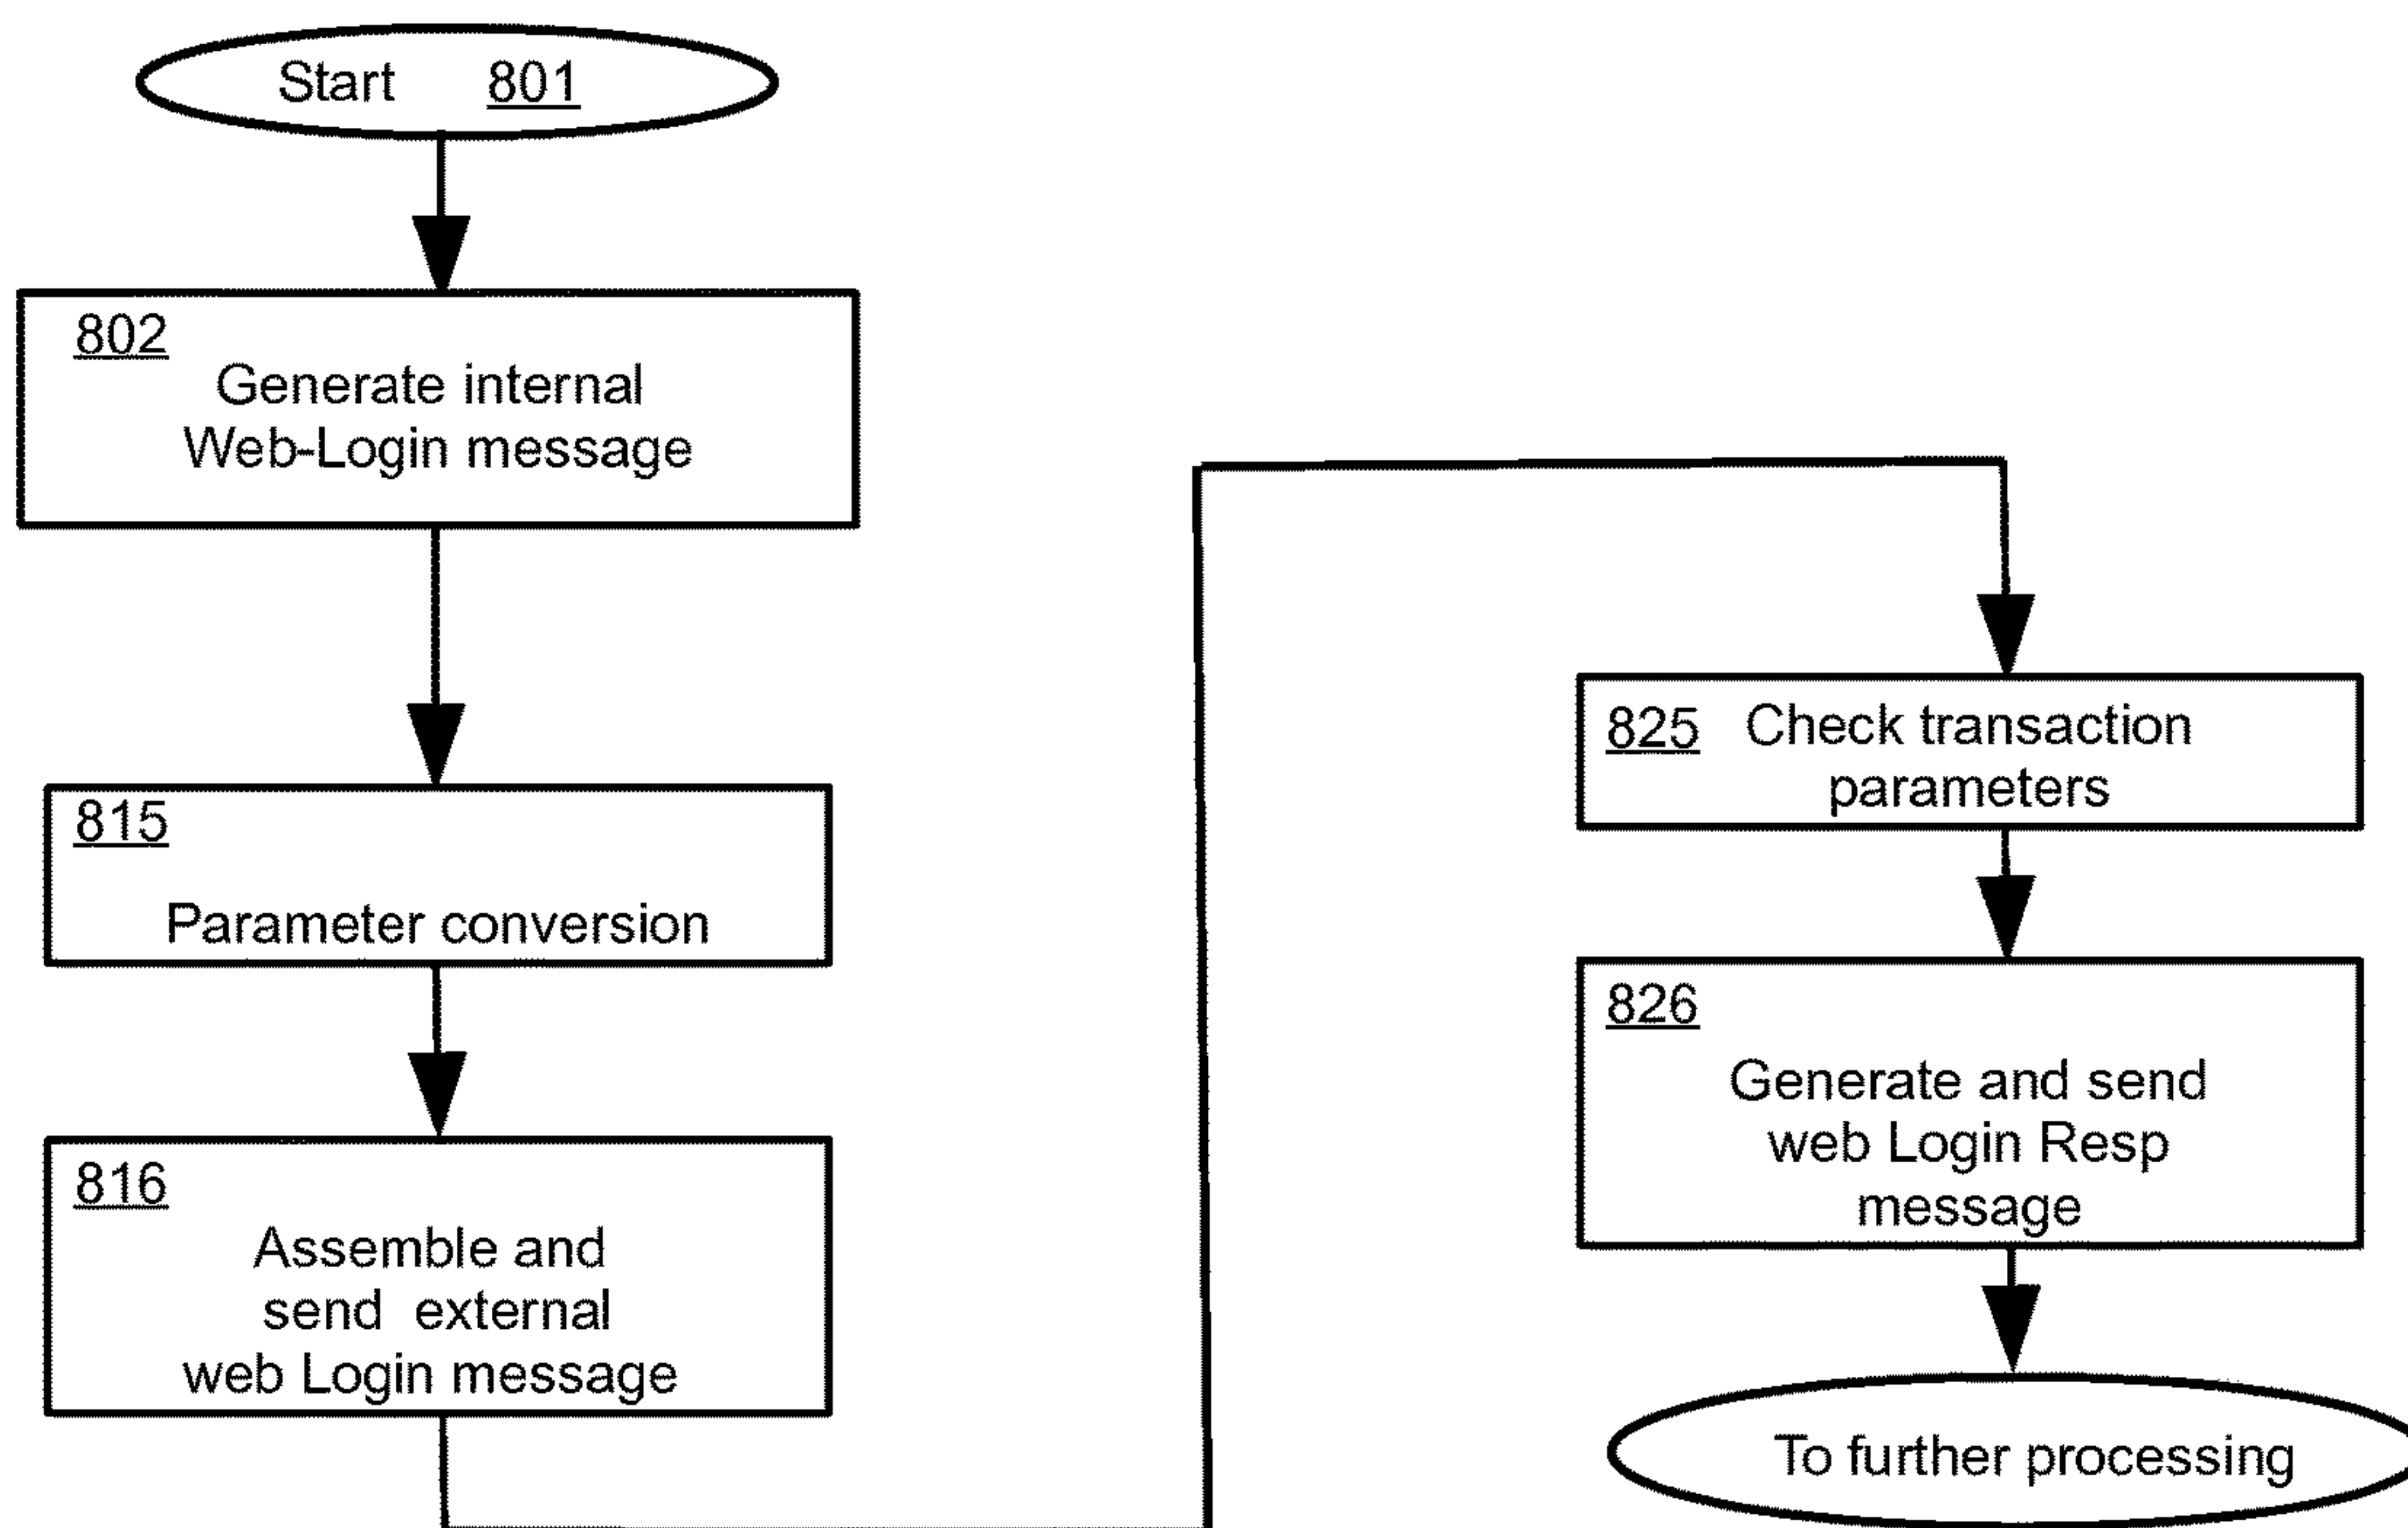 Start 801
802
Generate internal
Web-Login message
815
Parameter conversion
816
Assemble and
send external
web Login message
825 Check transaction
parameters
826
Generate and send
web Login Resp
message
To further processing